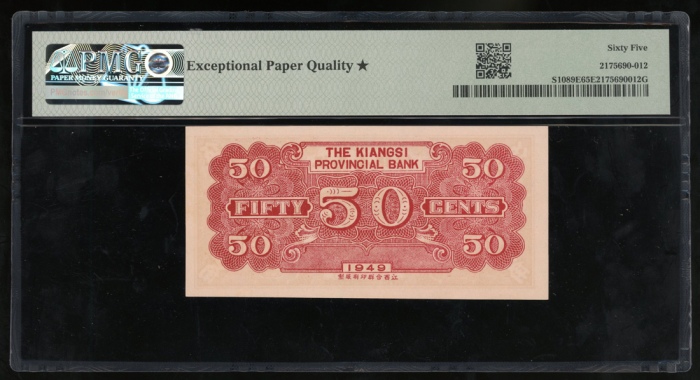 PMG
PAPER MONEY GUARANTY
Exceptional Paper Quality ★
Sixty Five
2175690-012
S1089E65E2175690012G
50 THE KIANGSI 50
PROVINCIAL BANK
FIFTY 50 CENTS
50 50
1949